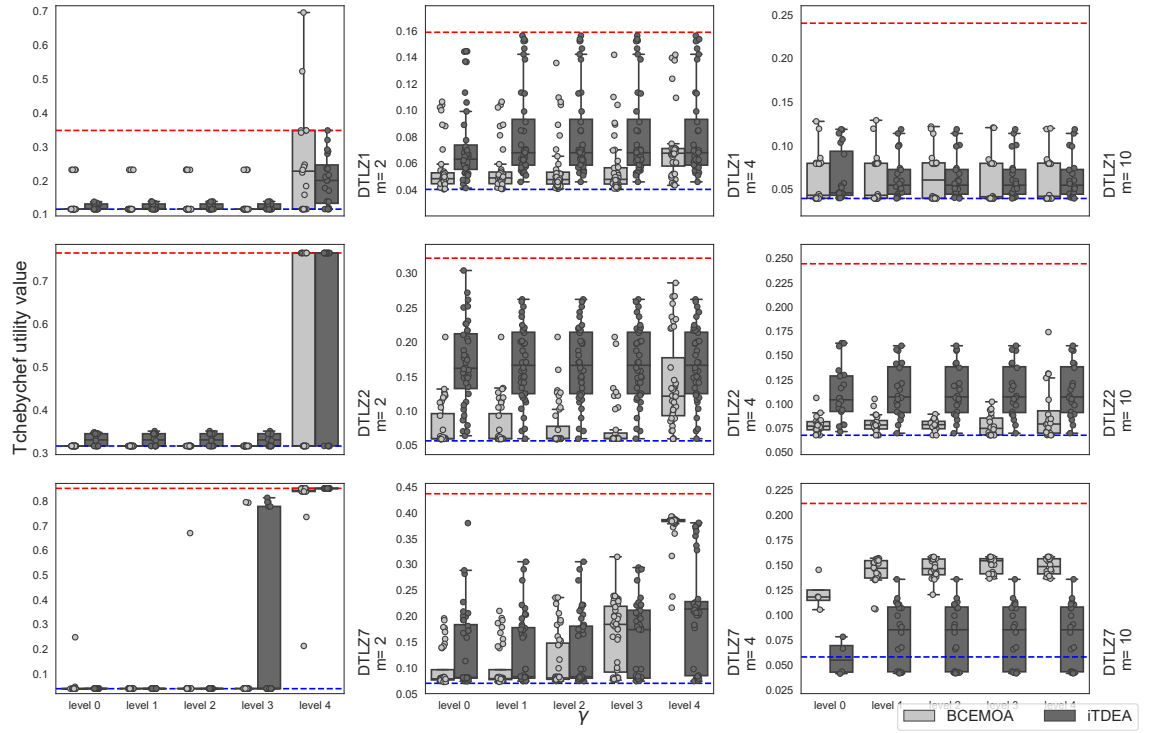 0.7
0.6
0.5
0.4
0.3
0.2
0.1
DTLZ1
m= 2
0.16
0.14
0.12
0.10
0.08
0.06
0.04
DTLZ1
m= 4
0.25
0.20
0.15
0.10
0.05
DTLZ1
m= 10
Tchebychef utility value
0.7
0.6
0.5
0.4
0.3
DTLZ2
m= 2
0.30
0.25
0.20
0.15
0.10
0.05
DTLZ2
m= 4
0.250
0.225
0.200
0.175
0.150
0.125
0.100
0.075
0.050
DTLZ2
m= 10
0.8
0.7
0.6
0.5
0.4
0.3
0.2
0.1
level 0 level 1 level 2 level 3 level 4
DTLZ7
m= 2
0.45
0.40
0.35
0.30
0.25
0.20
0.15
0.10
0.05
level 0 level 1 level 2 level 3 level 4
DTLZ7
m= 4
0.225
0.200
0.175
0.150
0.125
0.100
0.075
0.050
0.025
level 0 level 1 level 2 level 3 level 4
DTLZ7
m= 10
γ
BCEMOA iTDEA